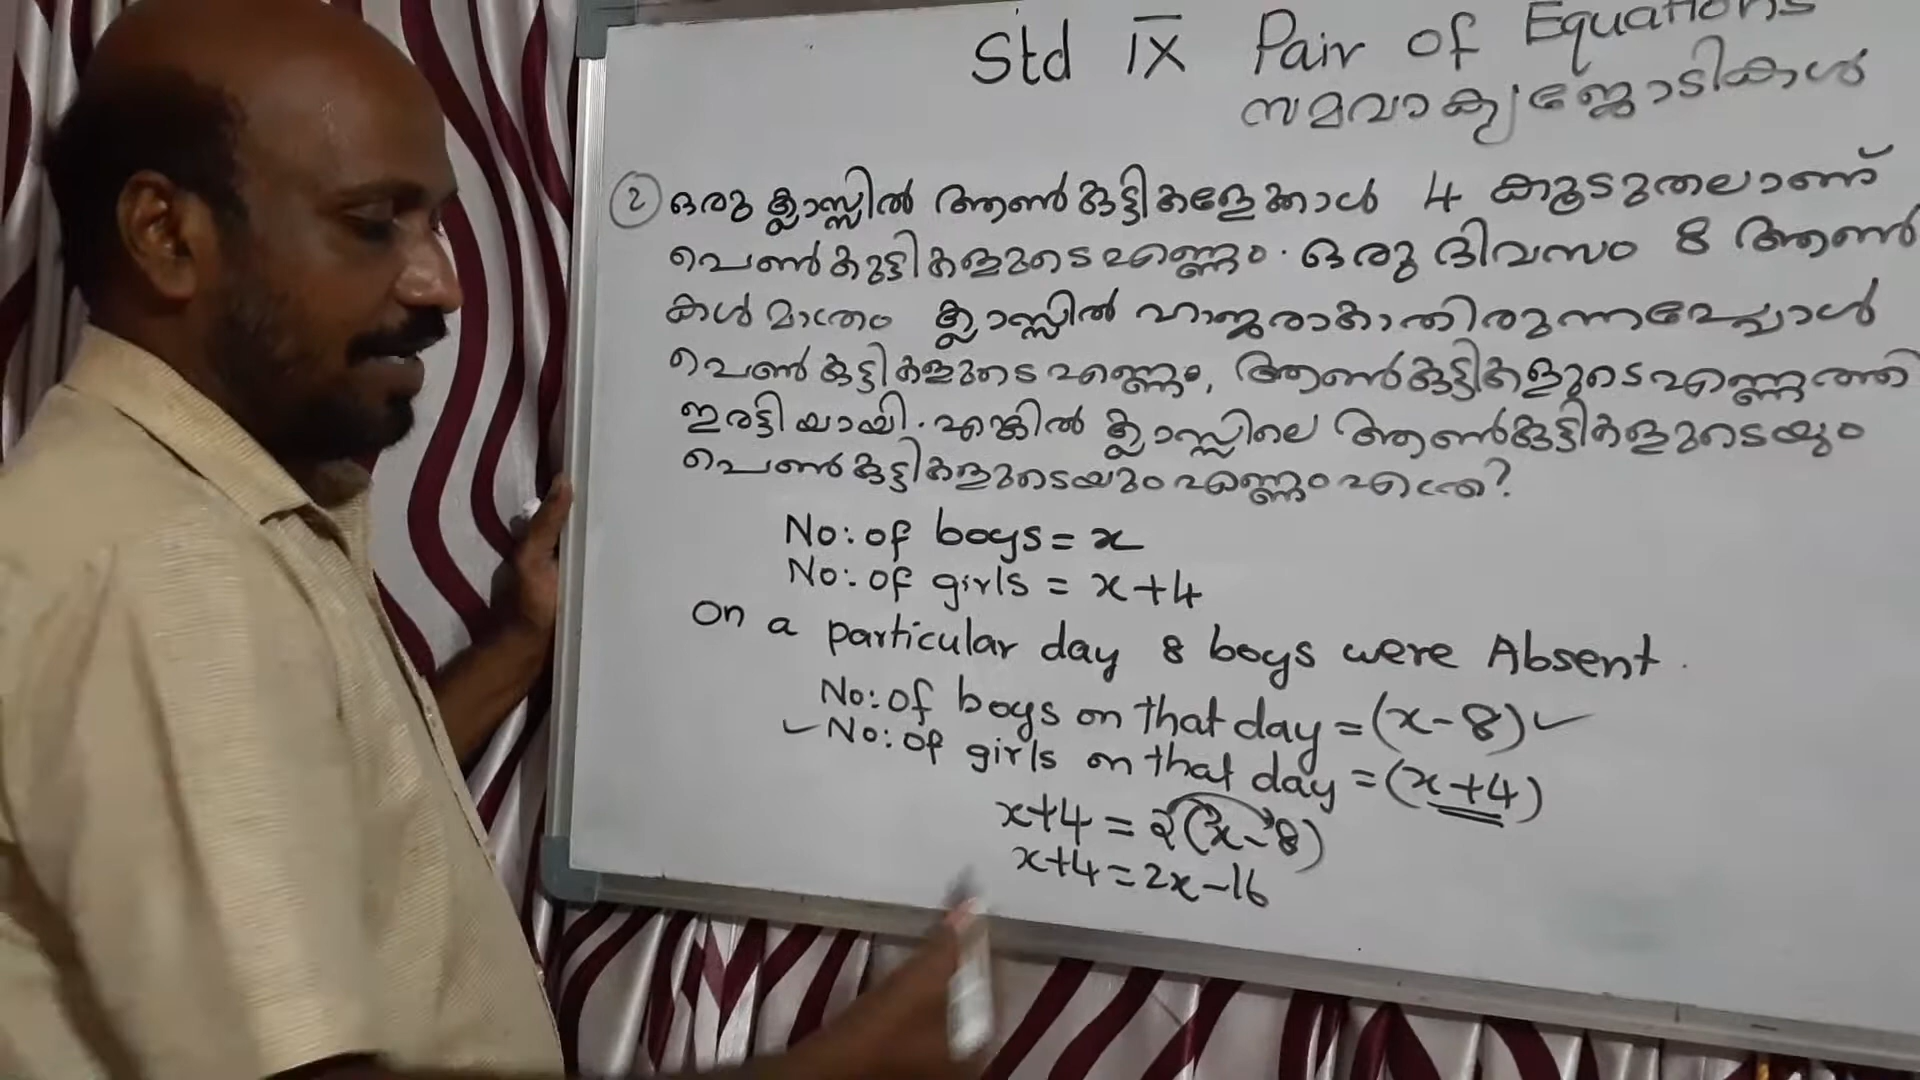 Std IX Pair of Equations
സമവാക്യജോടികൾ
② ഒരു ക്ലാസ്സിൽ ആൺകുട്ടികളേക്കാൾ 4 കൂടുതലാണ്
പെൺകുട്ടികളുടെ എണ്ണം. ഒരു ദിവസം 8 ആൺ
കൾ മാത്രം ക്ലാസ്സിൽ ഹാജരാകാതിരുന്നപ്പോൾ
പെൺകുട്ടികളുടെ എണ്ണം, ആൺകുട്ടികളുടെ എണ്ണത്തി
ഇരട്ടിയായി. എങ്കിൽ ക്ലാസ്സിലെ ആൺകുട്ടികളുടെയും
പെൺകുട്ടികളുടെയും എണ്ണം എത്ര?
No: of boys = x
No: of girls = x+4
On a particular day 8 boys were Absent.
No: of boys on that day = (x-8) ✓
✓ No: of girls on that day = (x+4)
x+4 = 2(x-8)
x+4 = 2x-16